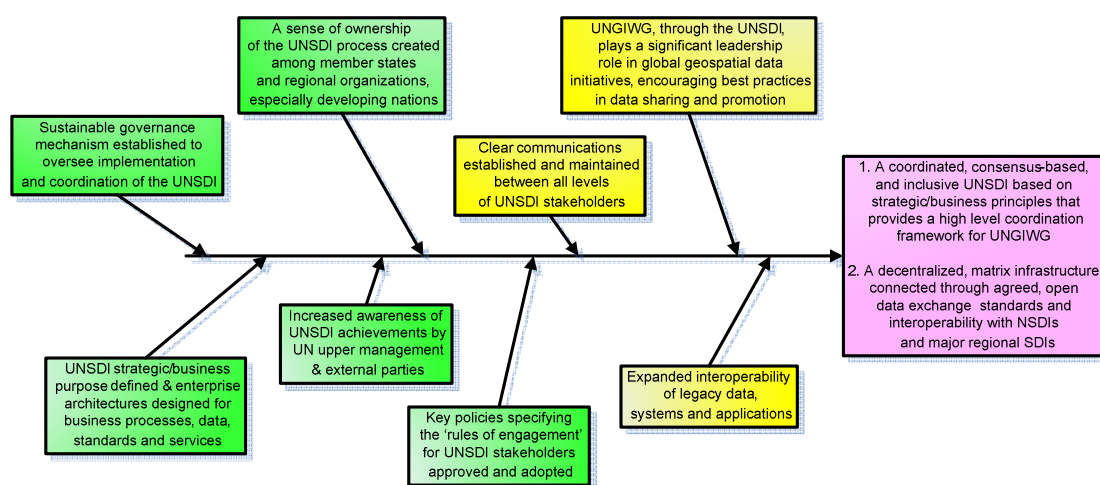 A sense of ownership
of the UNSDI process created
among member states
and regional organizations,
especially developing nations
UNGIWG, through the UNSDI,
plays a significant leadership
role in global geospatial data
initiatives, encouraging best practices
in data sharing and promotion
Sustainable governance
mechanism established to
oversee implementation
and coordination of the UNSDI
Clear communications
established and maintained
between all levels
of UNSDI stakeholders
1. A coordinated, consensus-based,
and inclusive UNSDI based on
strategic/business principles that
provides a high level coordination
framework for UNGIWG
2. A decentralized, matrix infrastructure
connected through agreed, open
data exchange standards and
interoperability with NSDIs
and major regional SDIs
UNSDI strategic/business
purpose defined & enterprise
architectures designed for
business processes, data,
standards and services
Increased awareness of
UNSDI achievements by
UN upper management
& external parties
Key policies specifying
the ‘rules of engagement’
for UNSDI stakeholders
approved and adopted
Expanded interoperability
of legacy data,
systems and applications